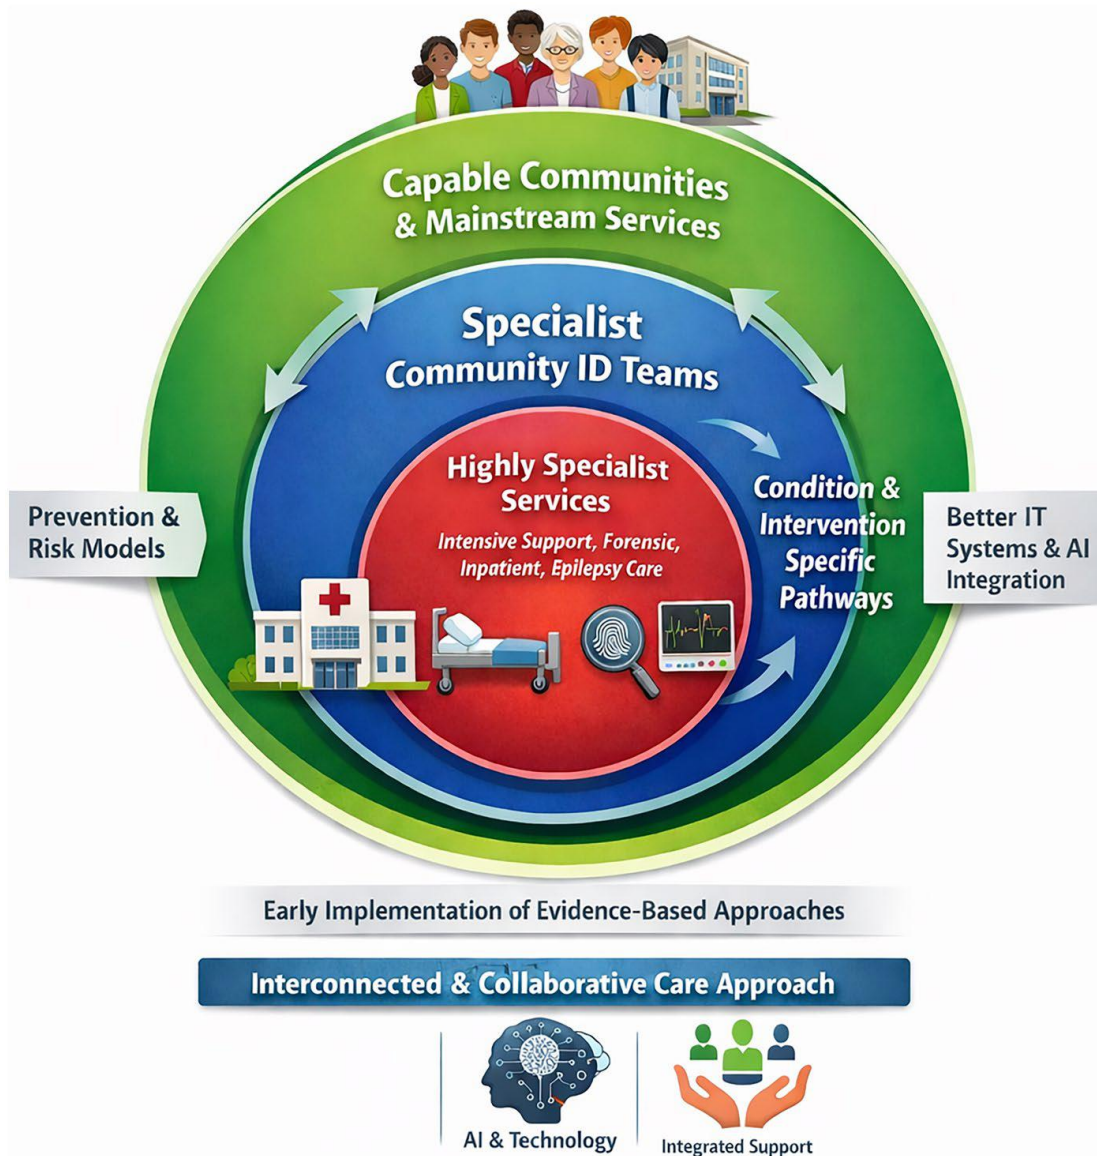 Capable Communities
& Mainstream Services
Specialist
Community ID Teams
Highly Specialist
Services
Intensive Support, Forensic,
Inpatient, Epilepsy Care
Condition &
Intervention
Specific
Pathways
Prevention &
Risk Models
Better IT
Systems & AI
Integration
Early Implementation of Evidence-Based Approaches
Interconnected & Collaborative Care Approach
AI & Technology
Integrated Support